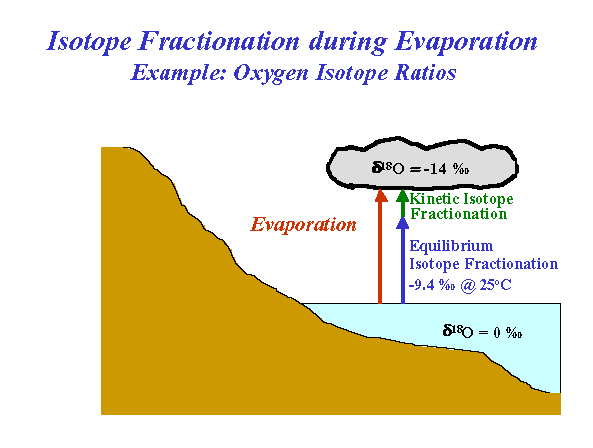 Isotope Fractionation during Evaporation
Example: Oxygen Isotope Ratios
δ18O = -14 ‰
Kinetic Isotope
Fractionation
Evaporation
Equilibrium
Isotope Fractionation
-9.4 ‰ @ 25°C
δ18O = 0 ‰